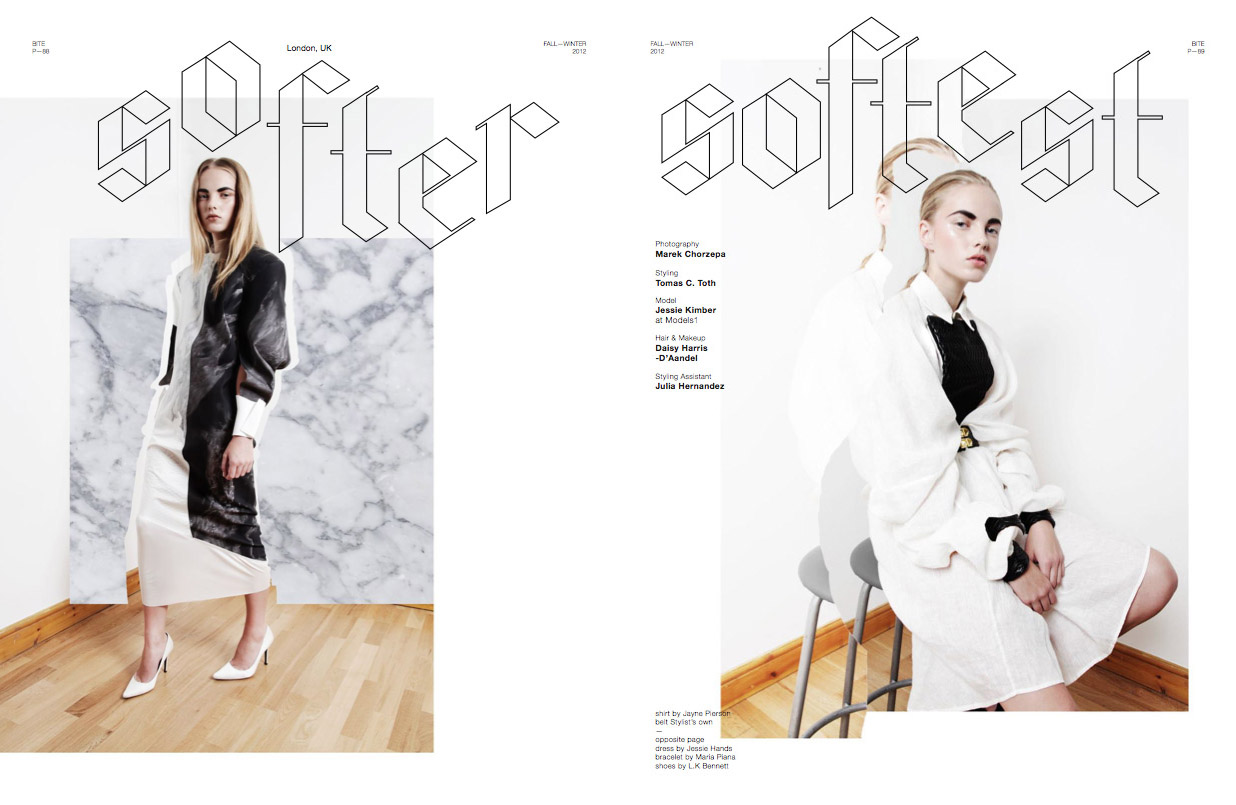 BITE
P—88
London, UK
FALL—WINTER
2012
softer
FALL—WINTER
2012
BITE
P—89
softest
Photography
Marek Chorzepa
Styling
Tomas C. Toth
Model
Jessie Kimber
at Models1
Hair & Makeup
Daisy Harris
-D'Aandel
Styling Assistant
Julia Hernandez
shirt by Jayne Pierson
belt Stylist's own
—
opposite page
dress by Jessie Hands
bracelet by Maria Piana
shoes by L.K Bennett